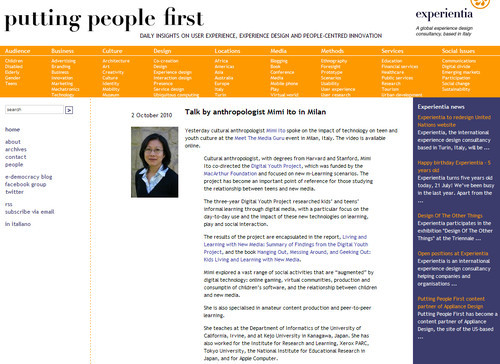 putting people first
DAILY INSIGHTS ON USER EXPERIENCE, EXPERIENCE DESIGN AND PEOPLE-CENTRED INNOVATION
experientia
A global experience design
consultancy, based in Italy
Audience Business Culture Design Locations Media Methods Services Social Issues
Children Advertising Architecture Co-creation Africa Blogging Ethnography Education Communications
Disabled Branding Art Design Americas Book Foresight Financial services Digital divide
Elderly Business Creativity Experience design Asia Conference Prototype Healthcare Emerging markets
Gender Innovation Culture Interaction design Australia Media Scenarios Public services Participation
Teens Marketing Identity Mobility Europe Mobile phone Usability Research Social change
Mechatronics Mobility Service design Italy Play User experience Tourism
Technology Museum Ubiquitous computing Turin Virtual world User research Urban development
search >
home
about
archives
contact
people
e-democracy blog
facebook group
twitter
rss
subscribe via email
in italiano
2 October 2010
Talk by anthropologist Mimi Ito in Milan
Yesterday cultural anthropologist Mimi Ito spoke on the impact of technology on teen and
youth culture at the Meet The Media Guru event in Milan, Italy. The video is available
online.
Cultural anthropologist, with degrees from Harvard and Stanford, Mimi
Ito co-directed the Digital Youth Project, which was funded by the
MacArthur Foundation and focused on new m-Learning scenarios. The
project has become an important point of reference for those studying
the relationship between teens and new media.
The three-year Digital Youth Project researched kids' and teens'
informal learning through digital media, with a particular focus on the
day-to-day use and the impact of these new technologies on learning,
play and social interaction.
The results of the project are encapsulated in the report, Living and
Learning with New Media: Summary of Findings from the Digital Youth
Project, and the book Hanging Out, Messing Around, and Geeking Out:
Kids Living and Learning with New Media.
Mimi explored a vast range of social activities that are "augmented" by
digital technology: online gaming, virtual communities, production and
consumptin of children's software, and the relationship between children
and new media.
She is also specialised in amateur content production and peer-to-peer
learning.
She teaches at the Department of Informatics of the University of
California, Irvine, and at Keio University in Kanagawa, Japan. She has
also worked for the Institute for Research and Learning, Xerox PARC,
Tokyo University, the National Institute for Educational Research in
Japan, and for Apple Computer.
Experientia news
Experientia to redesign United
Nations website
Experientia, the international
experience design consultancy
based in Turin, Italy, will be ...
Happy birthday Experientia - 5
years old
Experientia turns five years old
today, 21 July! We've been busy
in the last year. Apart from the
...
Design Of The Other Things
Experientia participates in the
exhibition "Design Of the Other
Things" at the Triennale ...
Open positions at Experientia
Experientia is an international
experience design consultancy
helping companies and
organisations ...
Putting People First content
partner of Appliance Design
Putting People First has become
a content partner of Appliance
Design, the site of the US-based
...